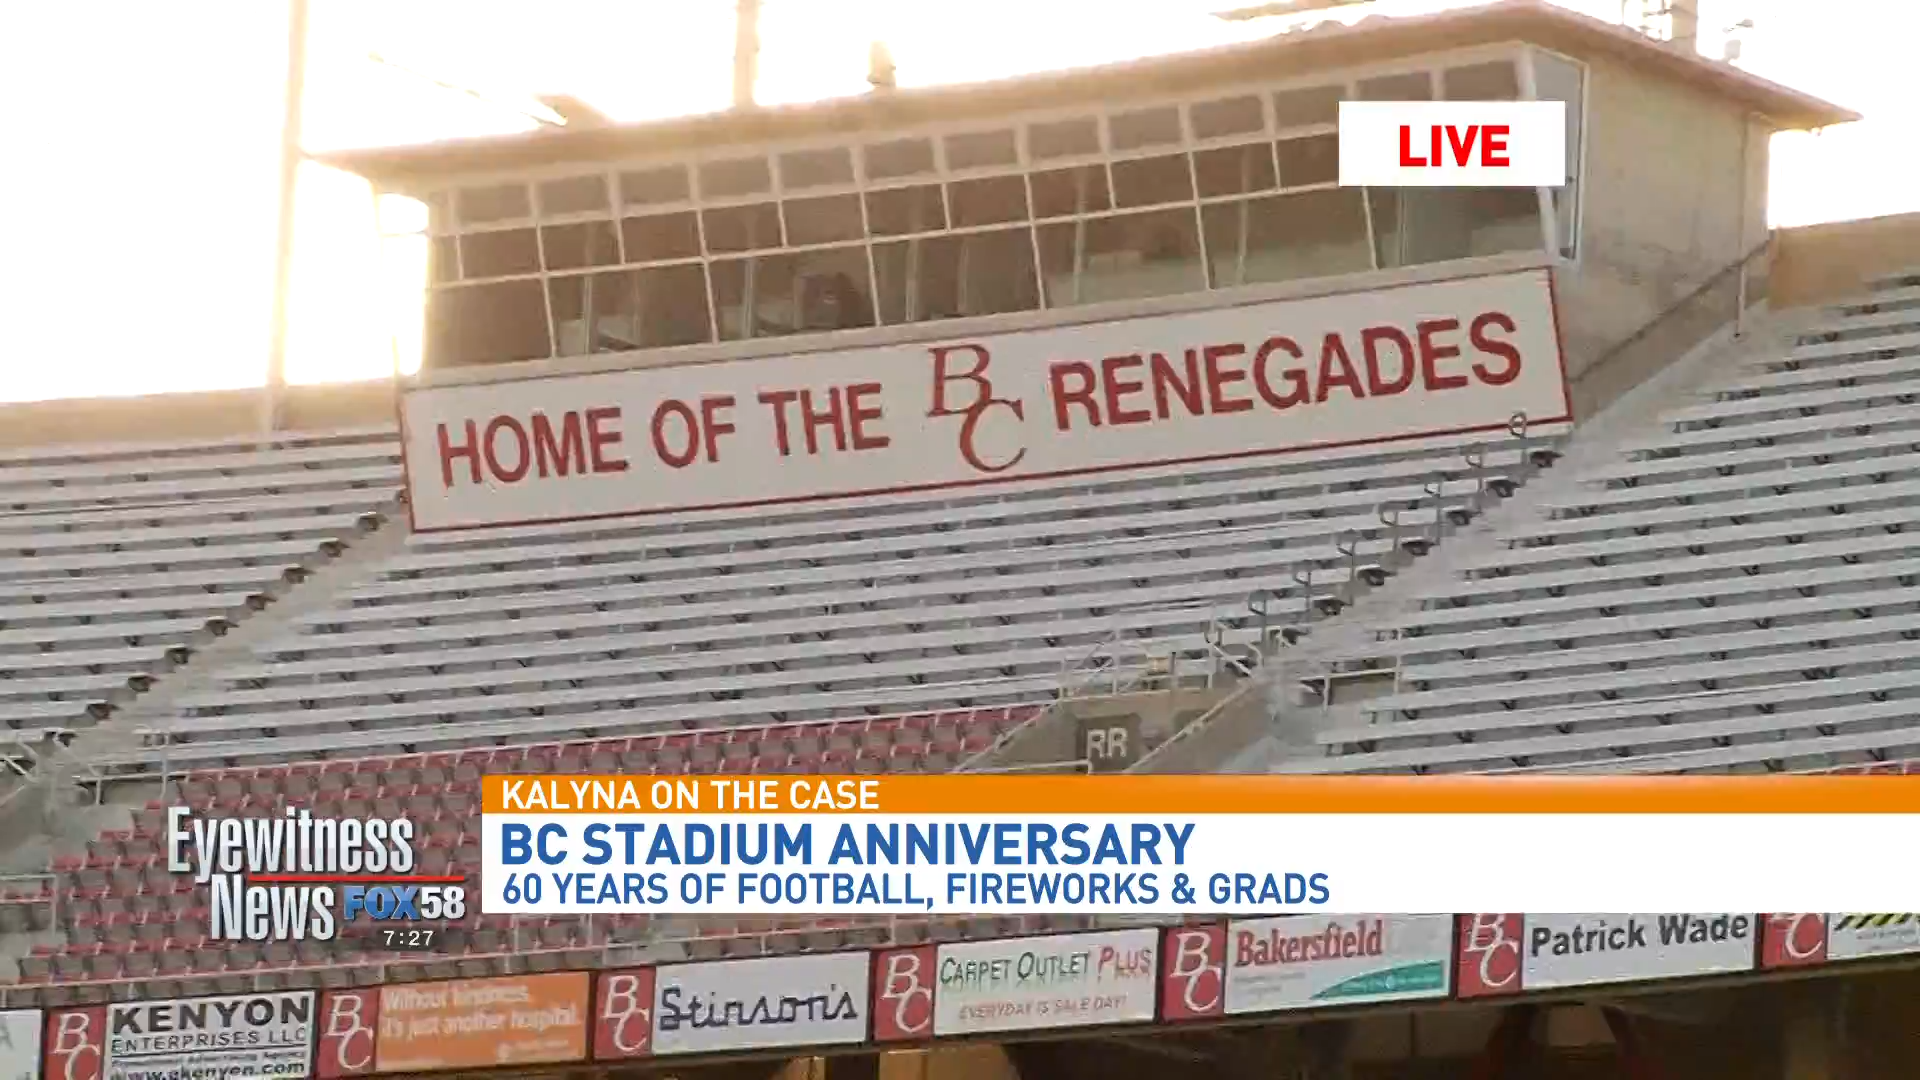 LIVE
HOME OF THE BC RENEGADES
RR
KALYNA ON THE CASE
BC STADIUM ANNIVERSARY
60 YEARS OF FOOTBALL, FIREWORKS & GRADS
Eyewitness
News FOX58
7:27
BC
KENYON
ENTERPRISES LLC
www.gkenyon.com
BC
Without kindness,
it's just another hospital.
BC
Stinson's
BC
CARPET OUTLET PLUS
EVERYDAY IS SALE DAY!
BC
Bakersfield
BC
Patrick Wade
BC